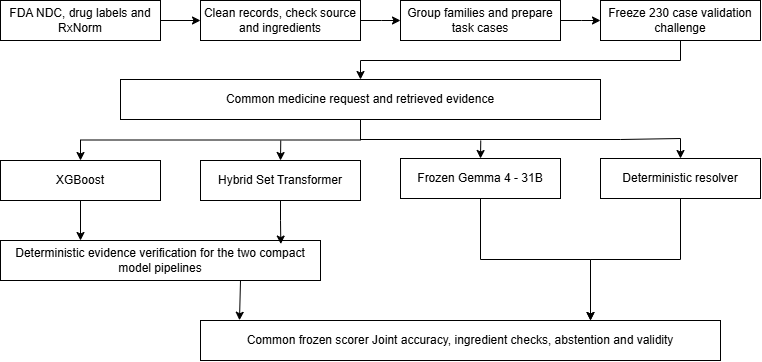 FDA NDC, drug labels and
RxNorm
Clean records, check source
and ingredients
Group families and prepare
task cases
Freeze 230 case validation
challenge
Common medicine request and retrieved evidence
XGBoost
Hybrid Set Transformer
Frozen Gemma 4 - 31B
Deterministic resolver
Deterministic evidence verification for the two compact
model pipelines
Common frozen scorer Joint accuracy, ingredient checks, abstention and validity